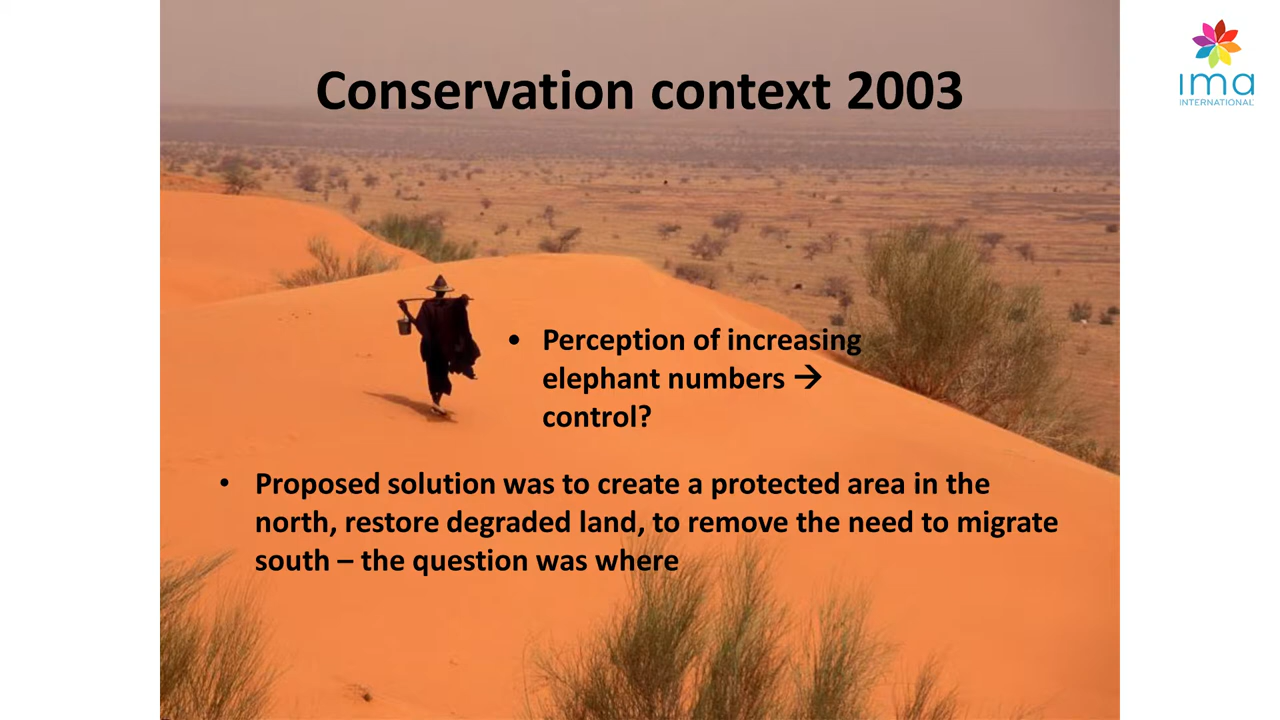 Conservation context 2003
ima
INTERNATIONAL
• Perception of increasing
elephant numbers →
control?
• Proposed solution was to create a protected area in the
north, restore degraded land, to remove the need to migrate
south – the question was where